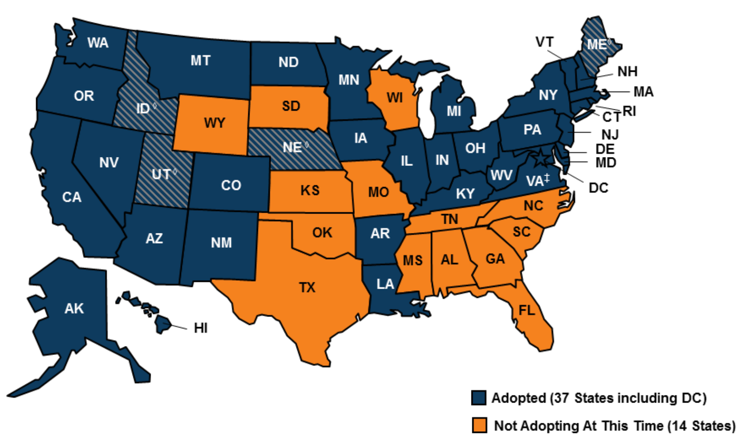 WA
MT
ND
MN
VT
ME◊
NH
MA
RI
CT
NJ
DE
MD
DC
OR
ID◊
WY
SD
WI
MI
NY
PA
NV
UT◊
CO
NE◊
IA
IL
IN
OH
WV
VA‡
KY
CA
AZ
NM
KS
MO
OK
AR
TN
NC
SC
TX
LA
MS
AL
GA
FL
AK
HI
Adopted (37 States including DC)
Not Adopting At This Time (14 States)